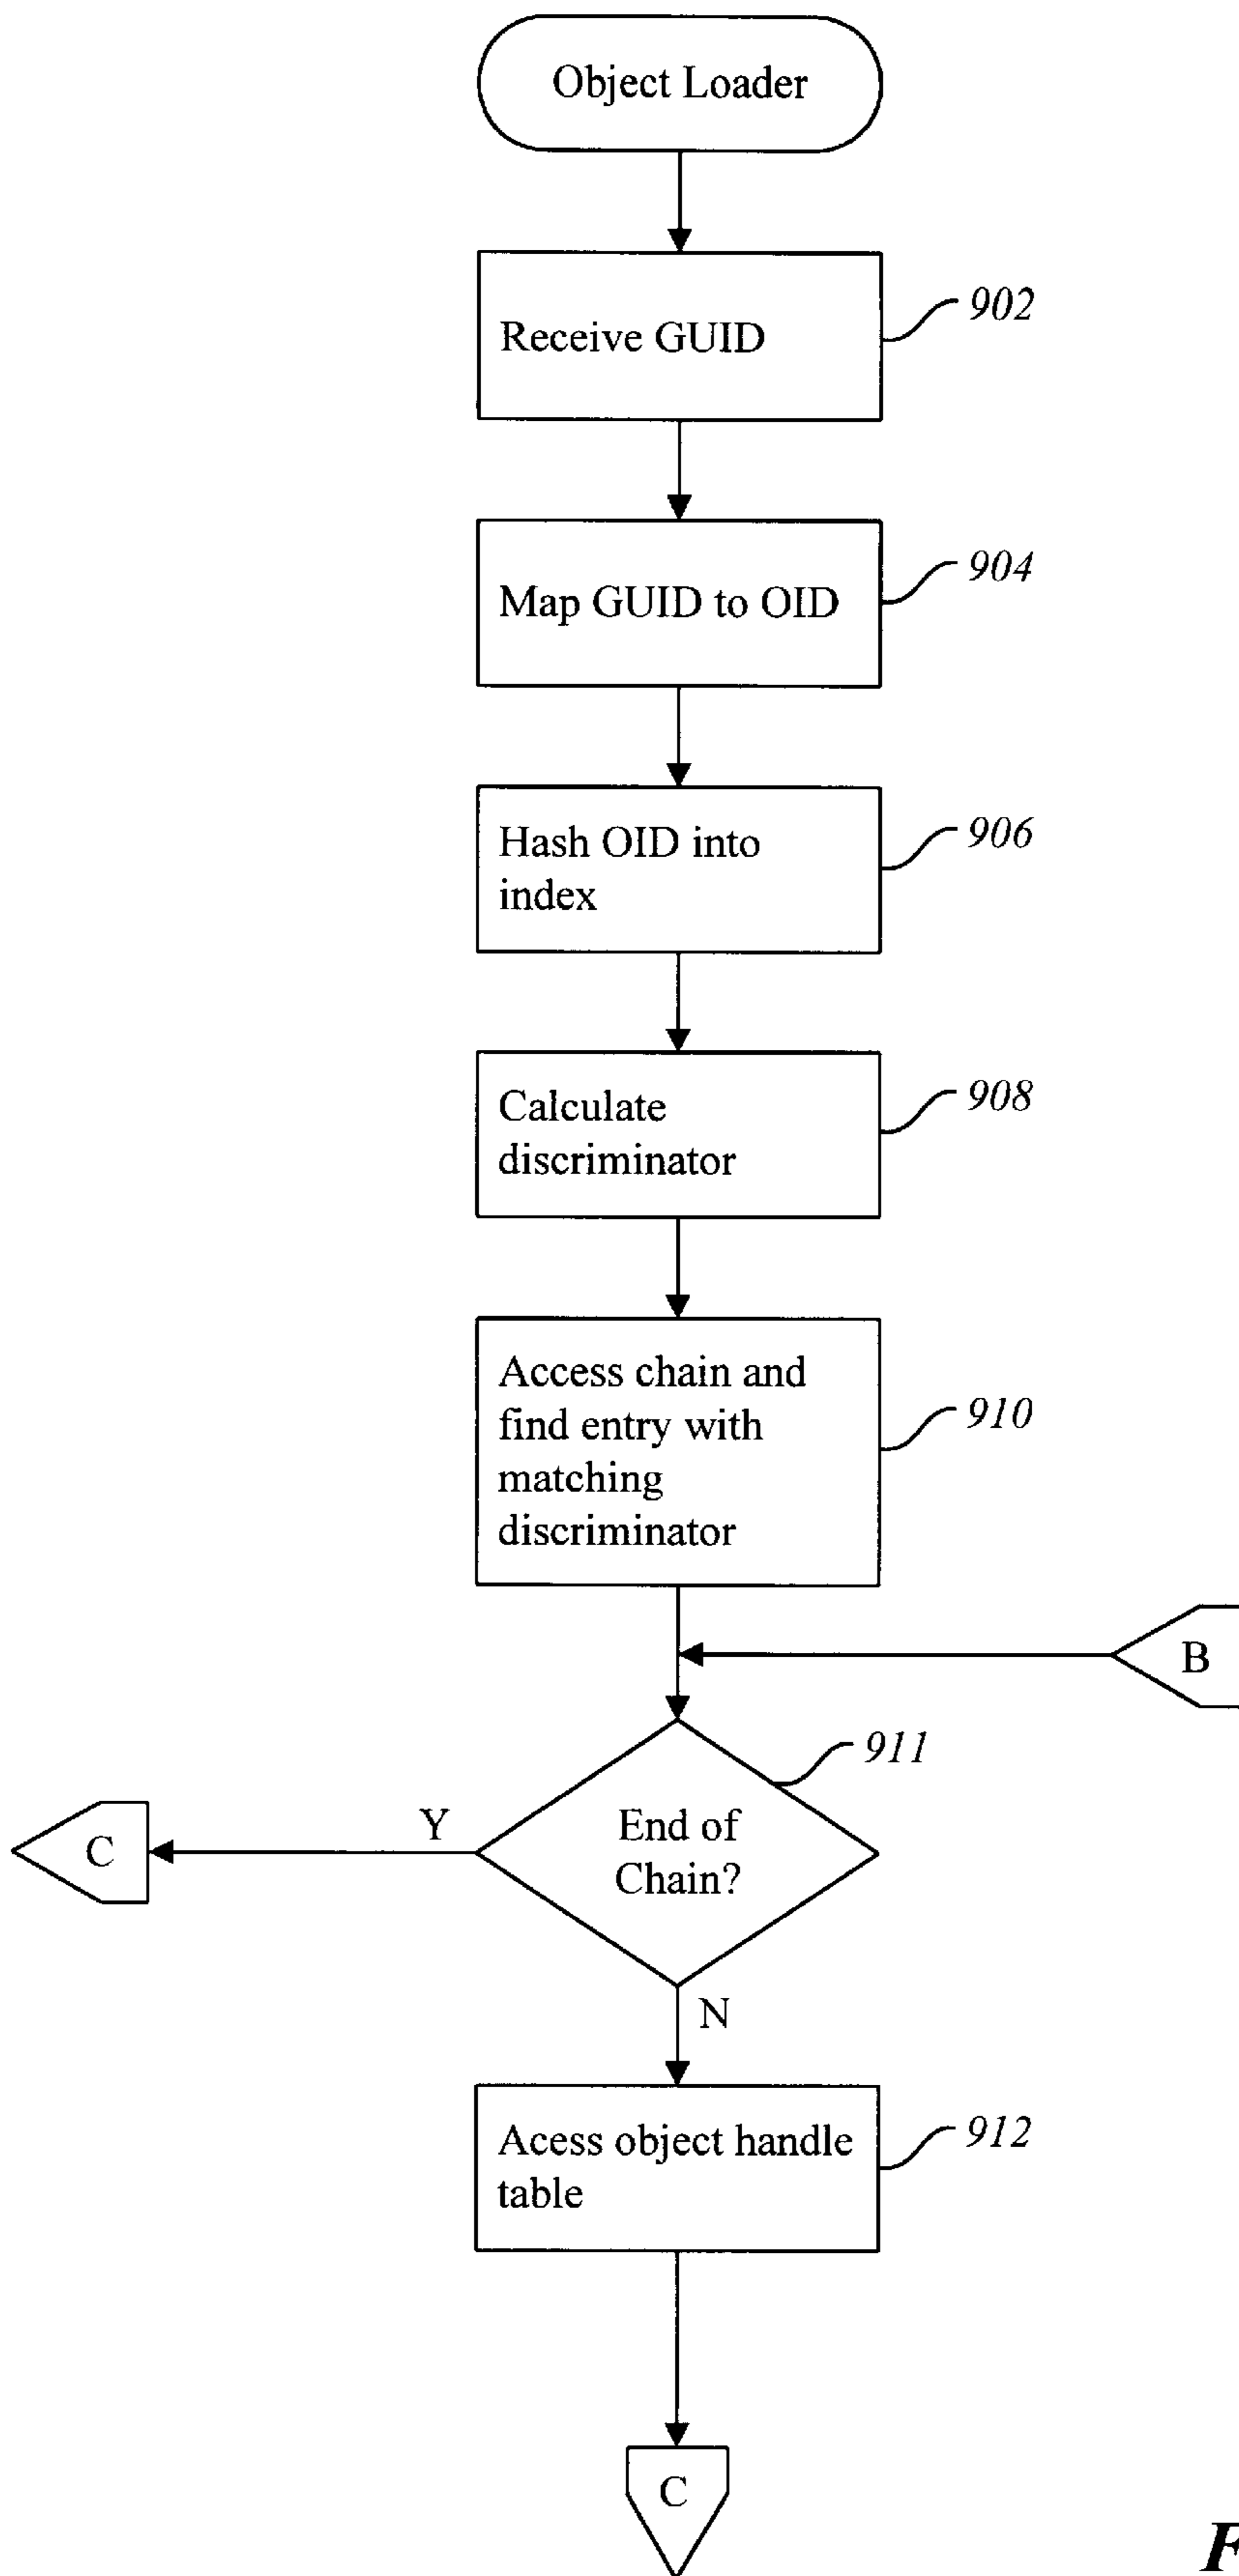 Object Loader
Receive GUID
902
Map GUID to OID
904
Hash OID into
index
906
Calculate
discriminator
908
Access chain and
find entry with
matching
discriminator
910
B
911
End of
Chain?
Y
C
N
Acess object handle
table
912
C
F